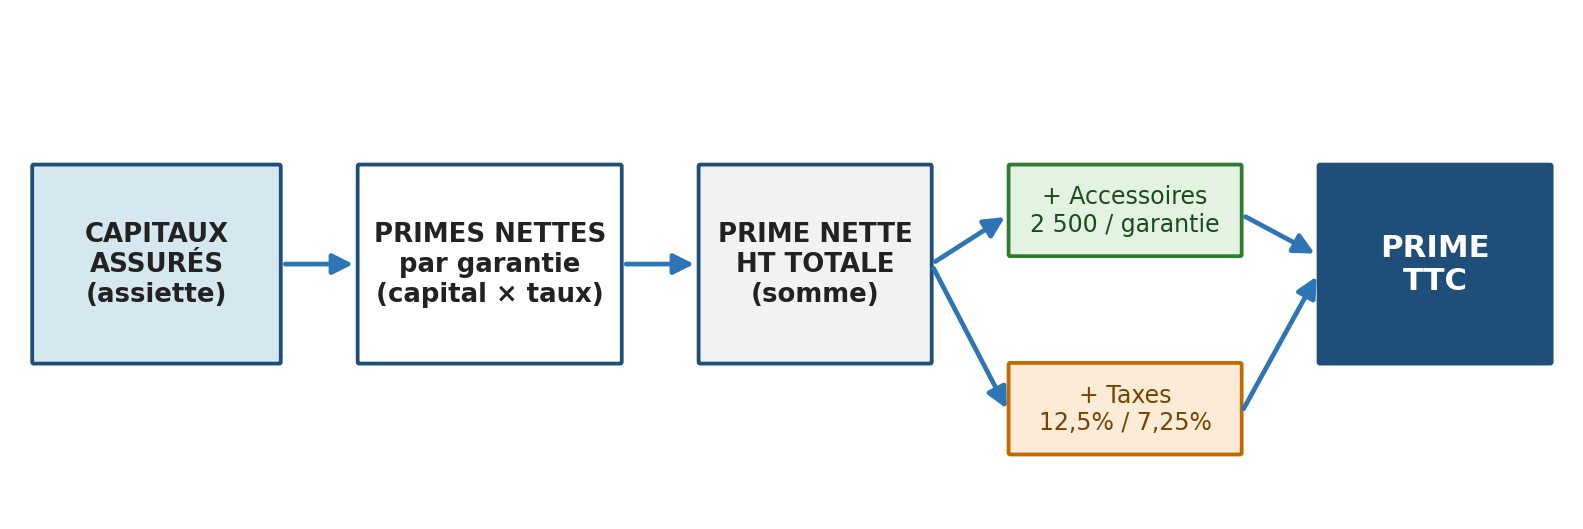 CAPITAUX
ASSURÉS
(assiette)
PRIMES NETTES
par garantie
(capital × taux)
PRIME NETTE
HT TOTALE
(somme)
+ Accessoires
2 500 / garantie
+ Taxes
12,5% / 7,25%
PRIME
TTC